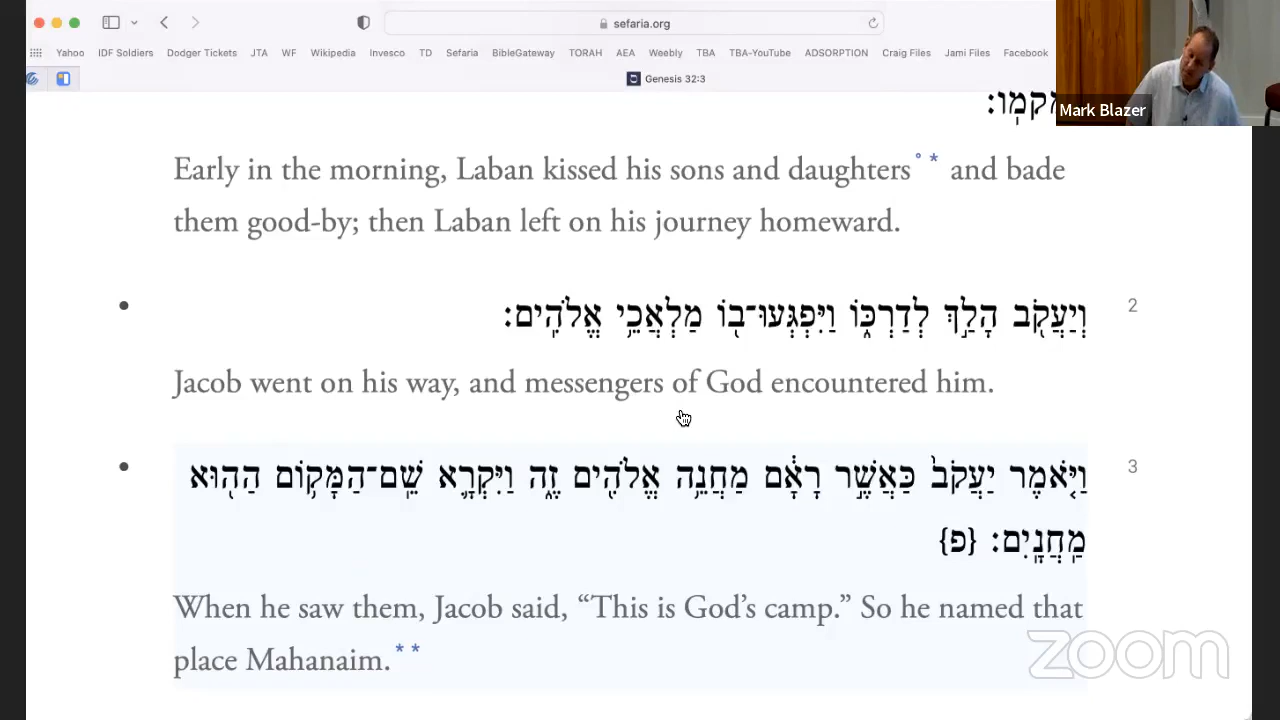 sefaria.org
Yahoo IDF Soldiers Dodger Tickets JTA WF Wikipedia Invesco TD Sefaria BibleGateway TORAH AEA Weebly TBA TBA-YouTube ADSORPTION Craig Files Jami Files Facebook
Genesis 32:3
Mark Blazer
Early in the morning, Laban kissed his sons and daughters°* and bade
them good-by; then Laban left on his journey homeward.
2
וְיַעֲקֹ֖ב הָלַ֣ךְ לְדַרְכּ֑וֹ וַיִּפְגְּעוּ־ב֖וֹ מַלְאֲכֵ֥י אֱלֹהִֽים׃
Jacob went on his way, and messengers of God encountered him.
3
וַיֹּ֤אמֶר יַעֲקֹב֙ כַּאֲשֶׁ֣ר רָאָ֔ם מַחֲנֵ֥ה אֱלֹהִ֖ים זֶ֑ה וַיִּקְרָ֛א שֵֽׁם־הַמָּק֥וֹם הַה֖וּא
מַֽחֲנָֽיִם׃ {פ}
When he saw them, Jacob said, “This is God’s camp.” So he named that
place Mahanaim.**
zoom